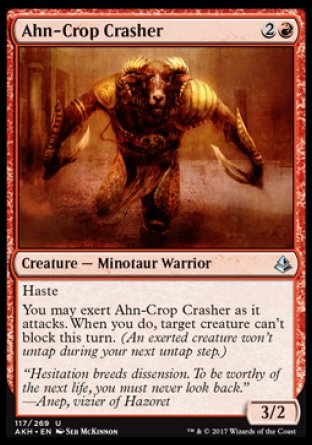 Ahn-Crop Crasher 2
Creature — Minotaur Warrior
Haste
You may exert Ahn-Crop Crasher as it
attacks. When you do, target creature can't
block this turn. (An exerted creature won't
untap during your next untap step.)
"Hesitation breeds dissension. To be worthy of
the next life, you must never look back."
—Anep, vizier of Hazoret
3/2
117/269 U
AKH • EN Seb McKinnon
™ & © 2017 Wizards of the Coast